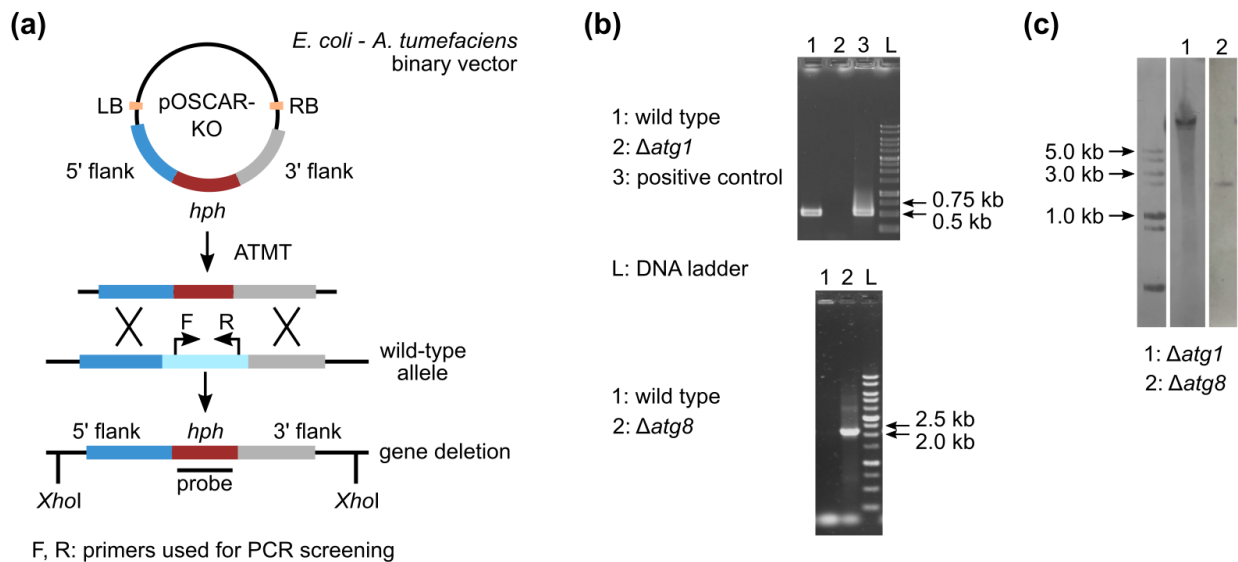 (a)
E. coli - A. tumefaciens
binary vector
LB
pOSCAR-
KO
RB
5' flank
3' flank
hph
ATMT
F
R
wild-type
allele
5' flank
hph
3' flank
gene deletion
probe
XhoI
XhoI
F, R: primers used for PCR screening
(b)
1 2 3 L
1: wild type
2: Δatg1
3: positive control
0.75 kb
0.5 kb
L: DNA ladder
1 2 L
1: wild type
2: Δatg8
2.5 kb
2.0 kb
(c)
1 2
5.0 kb
3.0 kb
1.0 kb
1: Δatg1
2: Δatg8